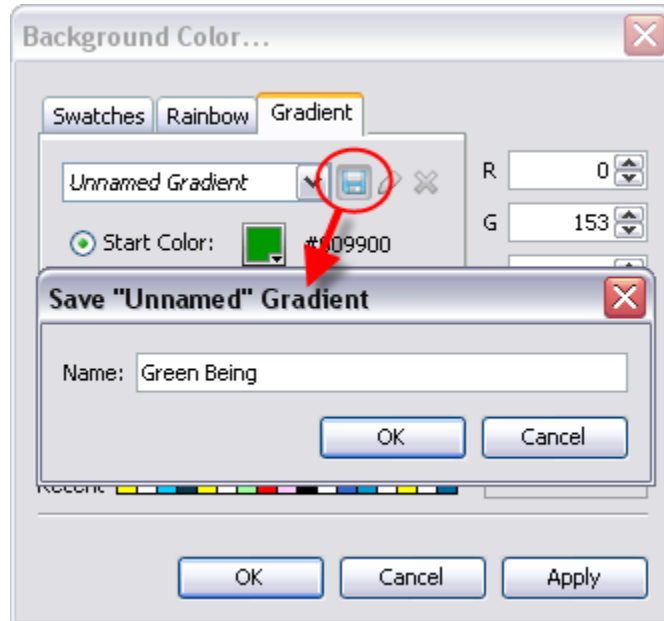 Background Color...
Swatches Rainbow Gradient
Unnamed Gradient
R 0
Start Color: #009900
G 153
Save "Unnamed" Gradient
Name: Green Being
OK Cancel
Recent
OK Cancel Apply